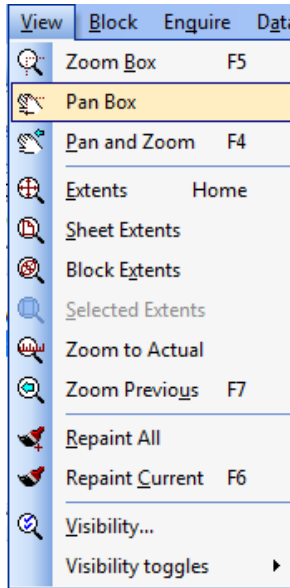 View Block Enquire Data
Zoom Box F5
Pan Box
Pan and Zoom F4
Extents Home
Sheet Extents
Block Extents
Selected Extents
Zoom to Actual
Zoom Previous F7
Repaint All
Repaint Current F6
Visibility...
Visibility toggles